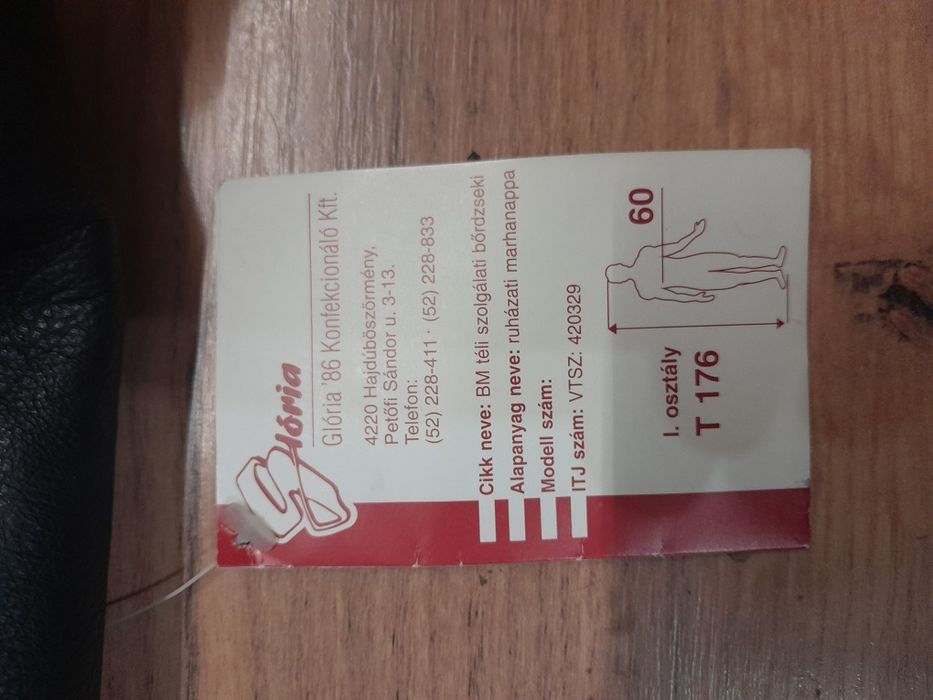 Glória
Glória '86 Konfekcionáló Kft.
4220 Hajdúböszörmény,
Petőfi Sándor u. 3-13.
Telefon:
(52) 228-411 · (52) 228-833
Cikk neve: BM téli szolgálati bőrdzseki
Alapanyag neve: ruházati marhanappa
Modell szám:
ITJ szám: VTSZ: 420329
I. osztály
T 176
60